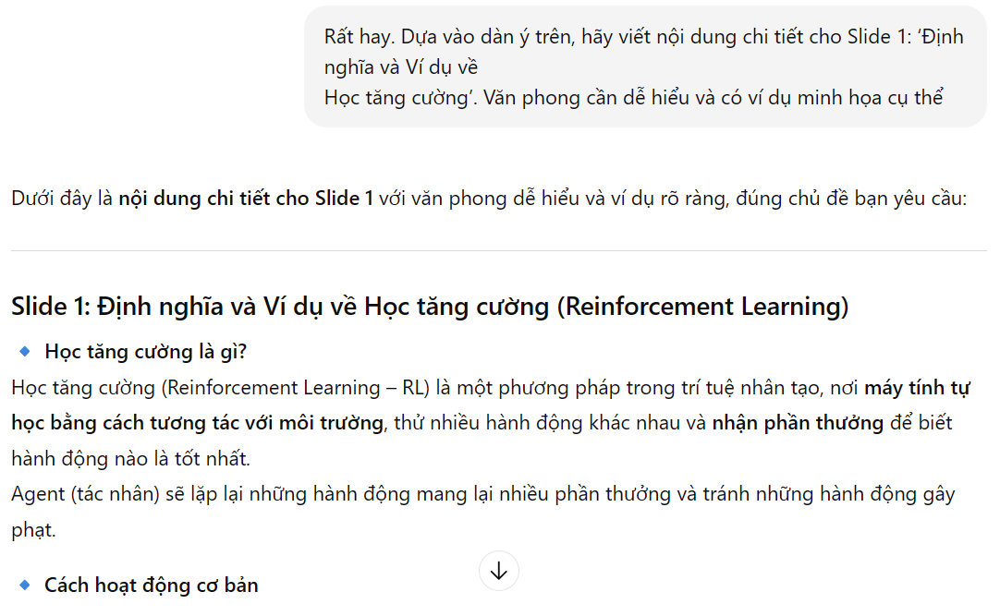 Rất hay. Dựa vào dàn ý trên, hãy viết nội dung chi tiết cho Slide 1: ‘Định
nghĩa và Ví dụ về
Học tăng cường’. Văn phong cần dễ hiểu và có ví dụ minh họa cụ thể
Dưới đây là nội dung chi tiết cho Slide 1 với văn phong dễ hiểu và ví dụ rõ ràng, đúng chủ đề bạn yêu cầu:
Slide 1: Định nghĩa và Ví dụ về Học tăng cường (Reinforcement Learning)
Học tăng cường là gì?
Học tăng cường (Reinforcement Learning – RL) là một phương pháp trong trí tuệ nhân tạo, nơi máy tính tự
học bằng cách tương tác với môi trường, thử nhiều hành động khác nhau và nhận phần thưởng để biết
hành động nào là tốt nhất.
Agent (tác nhân) sẽ lặp lại những hành động mang lại nhiều phần thưởng và tránh những hành động gây
phạt.
Cách hoạt động cơ bản